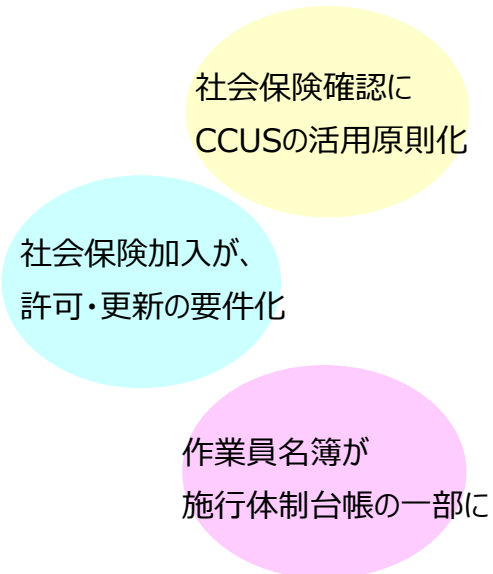 社会保険確認に
CCUSの活用原則化
社会保険加入が、
許可・更新の要件化
作業員名簿が
施行体制台帳の一部に